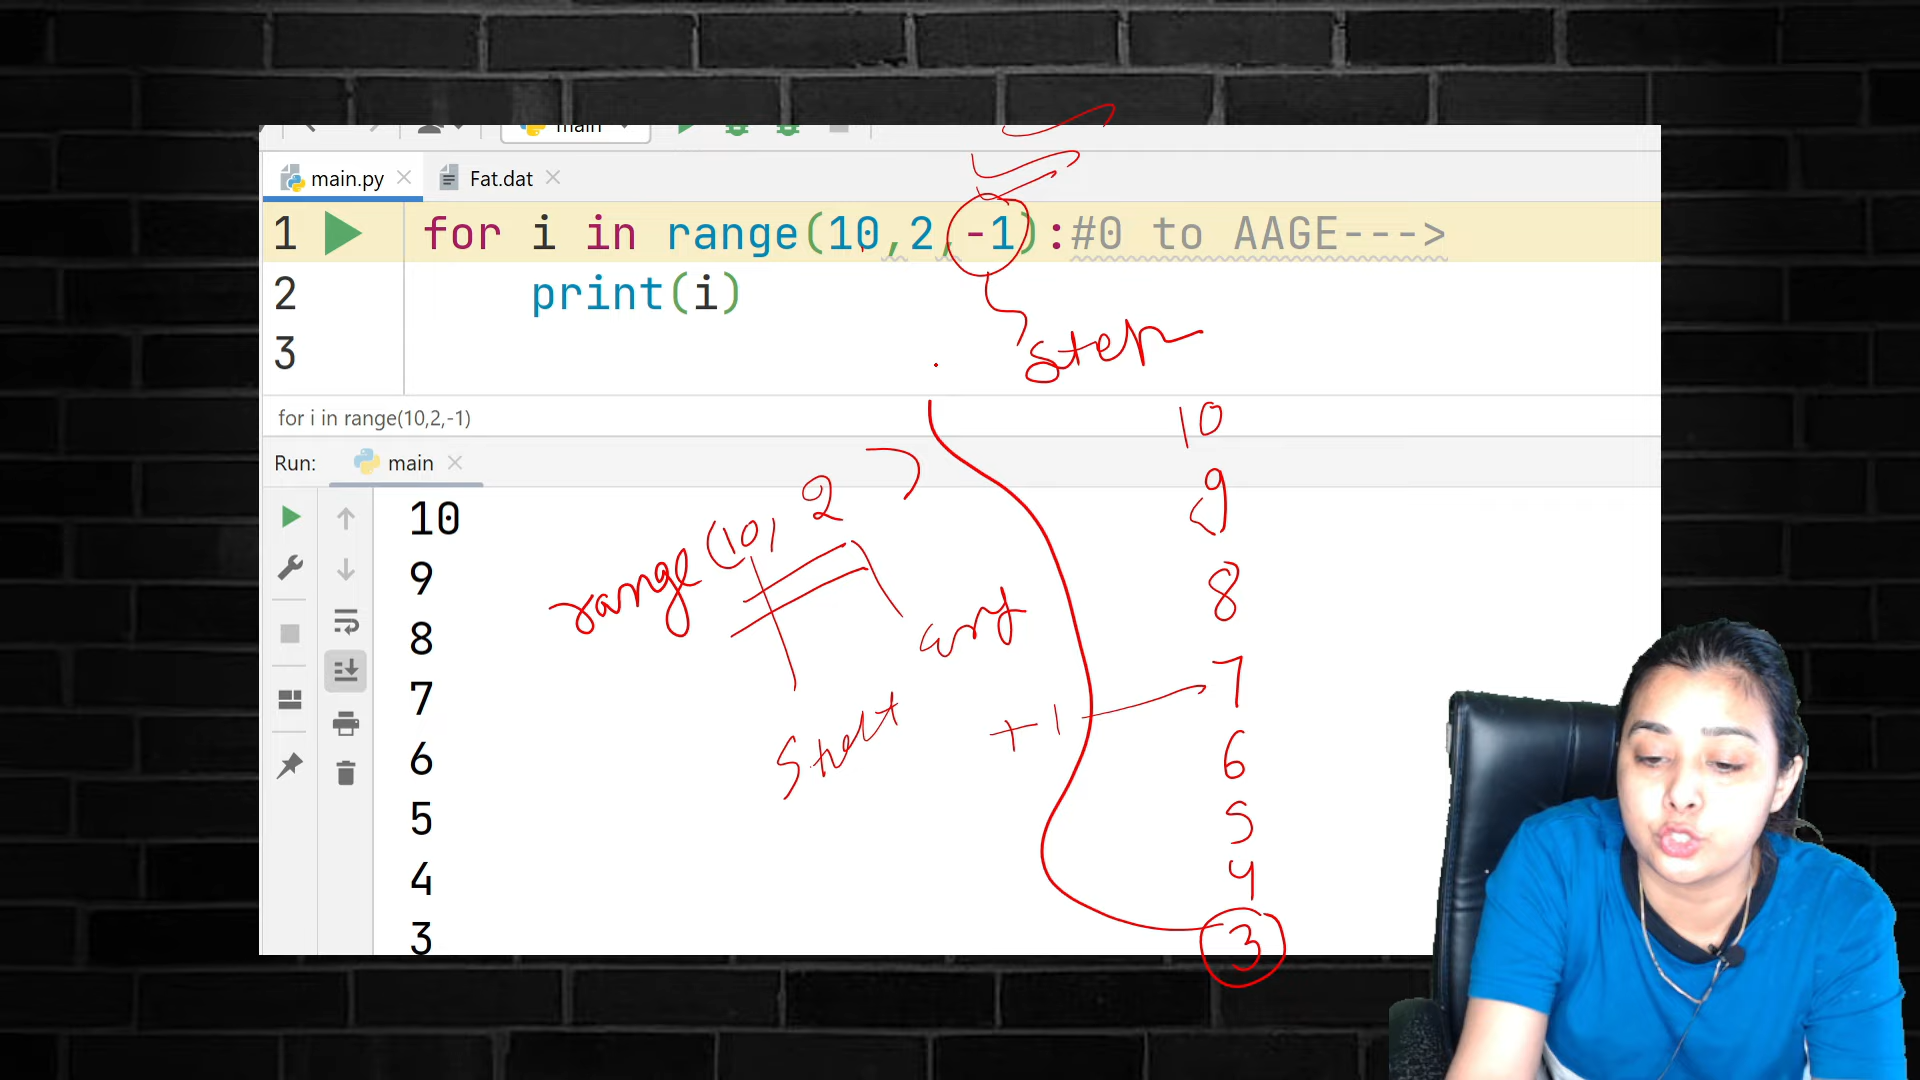 main
main.py
Fat.dat
1 for i in range(10,2,-1):#0 to AAGE--->
2 print(i)
3
step
for i in range(10,2,-1)
Run: main
10
9
8
7
6
5
4
3
range(10, 2 )
+1
10
9
8
7
6
5
4
3